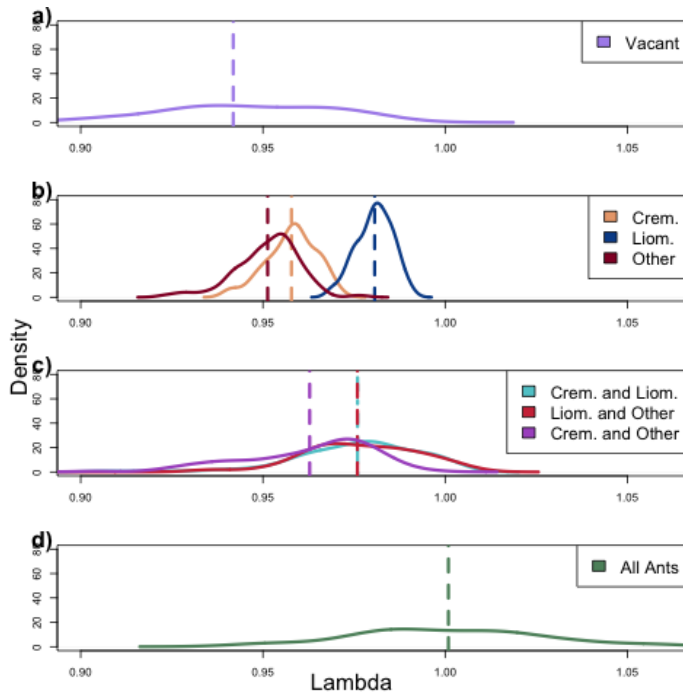 a)
80
60
40
20
0
Vacant
0.90 0.95 1.00 1.05
b)
80
60
40
20
0
Crem.
Liom.
Other
0.90 0.95 1.00 1.05
Density
c)
80
60
40
20
0
Crem. and Liom.
Liom. and Other
Crem. and Other
0.90 0.95 1.00 1.05
d)
80
60
40
20
0
All Ants
0.90 0.95 1.00 1.05
Lambda